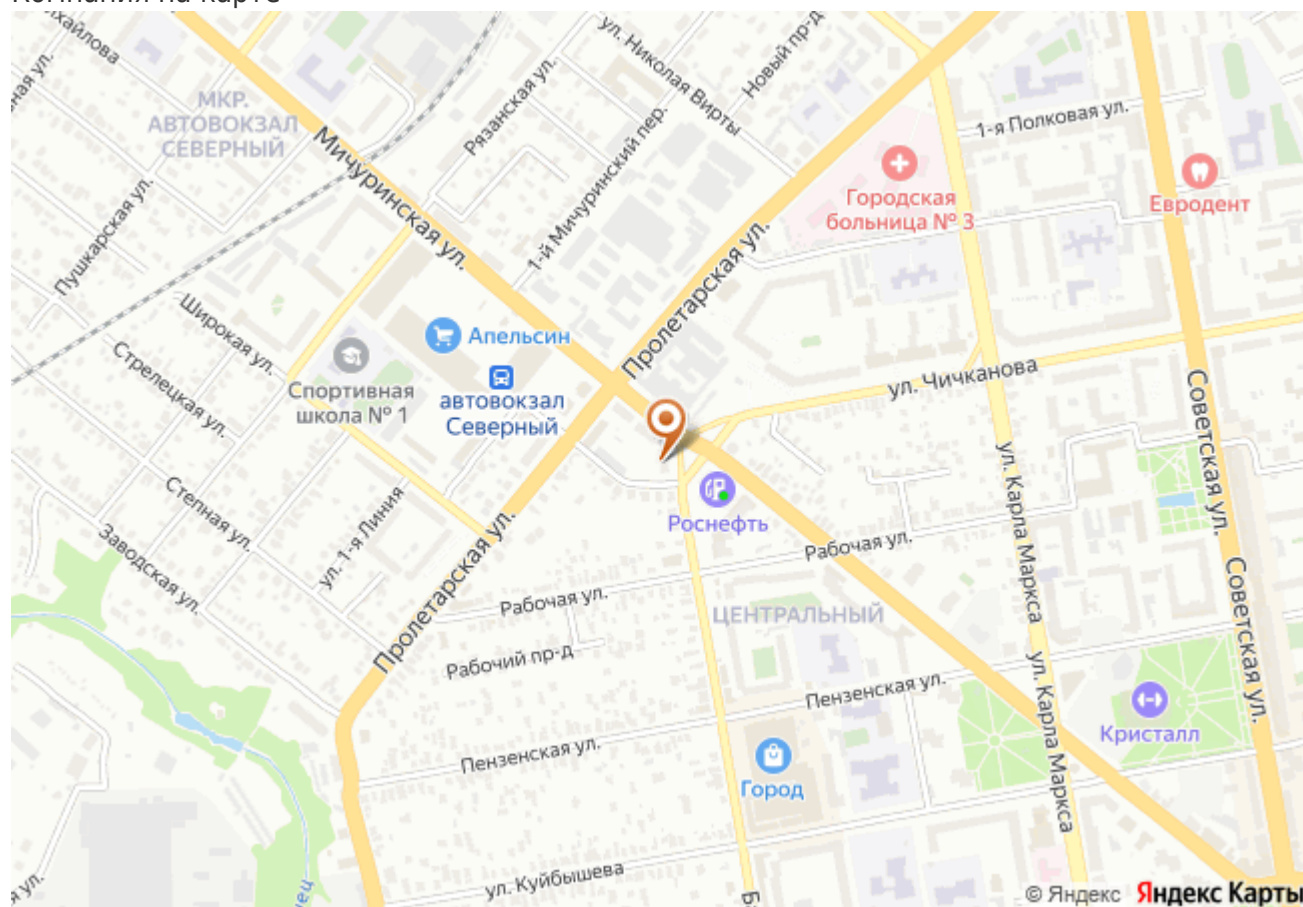 Компания на карте
ул. Николая Вирты
Новый пр-д
Рязанская ул.
МКР.
АВТОВОКЗАЛ
СЕВЕРНЫЙ
1-я Полковая ул.
Мичуринская ул.
1-й Мичуринский пер.
Городская
больница № 3
Евродент
Пушкарская ул.
Пролетарская ул.
Широкая ул.
Апельсин
Стрелецкая ул.
Спортивная
школа № 1
автовокзал
Северный
ул. Чичканова
Советская ул.
ул. Карла Маркса
Степная ул.
ул. 1-я Линия
Роснефть
Заводская ул.
Пролетарская ул.
Рабочая ул.
Рабочая ул.
ЦЕНТРАЛЬНЫЙ
Советская ул.
Рабочий пр-д
Пензенская ул.
ул. Карла Маркса
Кристалл
Пензенская ул.
Город
ул. Куйбышева
© Яндекс Яндекс Карты